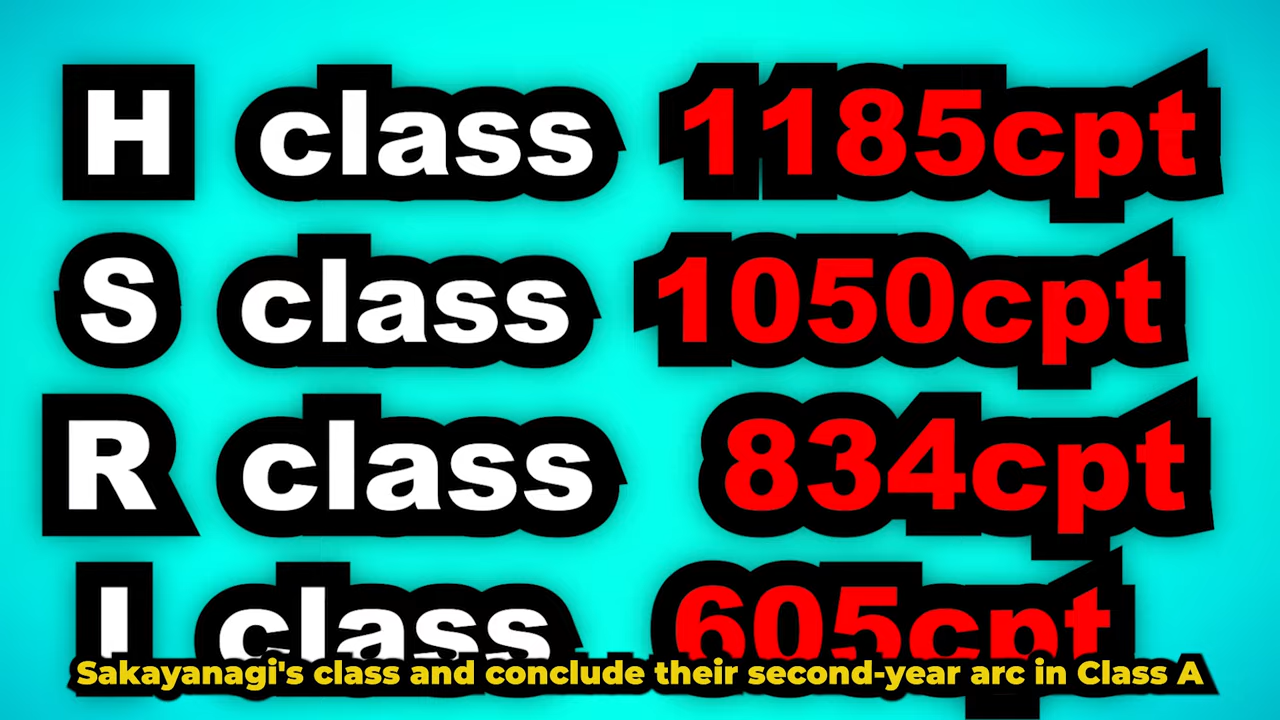 H class 1185cpt
S class 1050cpt
R class 834cpt
I class 605cpt
Sakayanagi's class and conclude their second-year arc in Class A